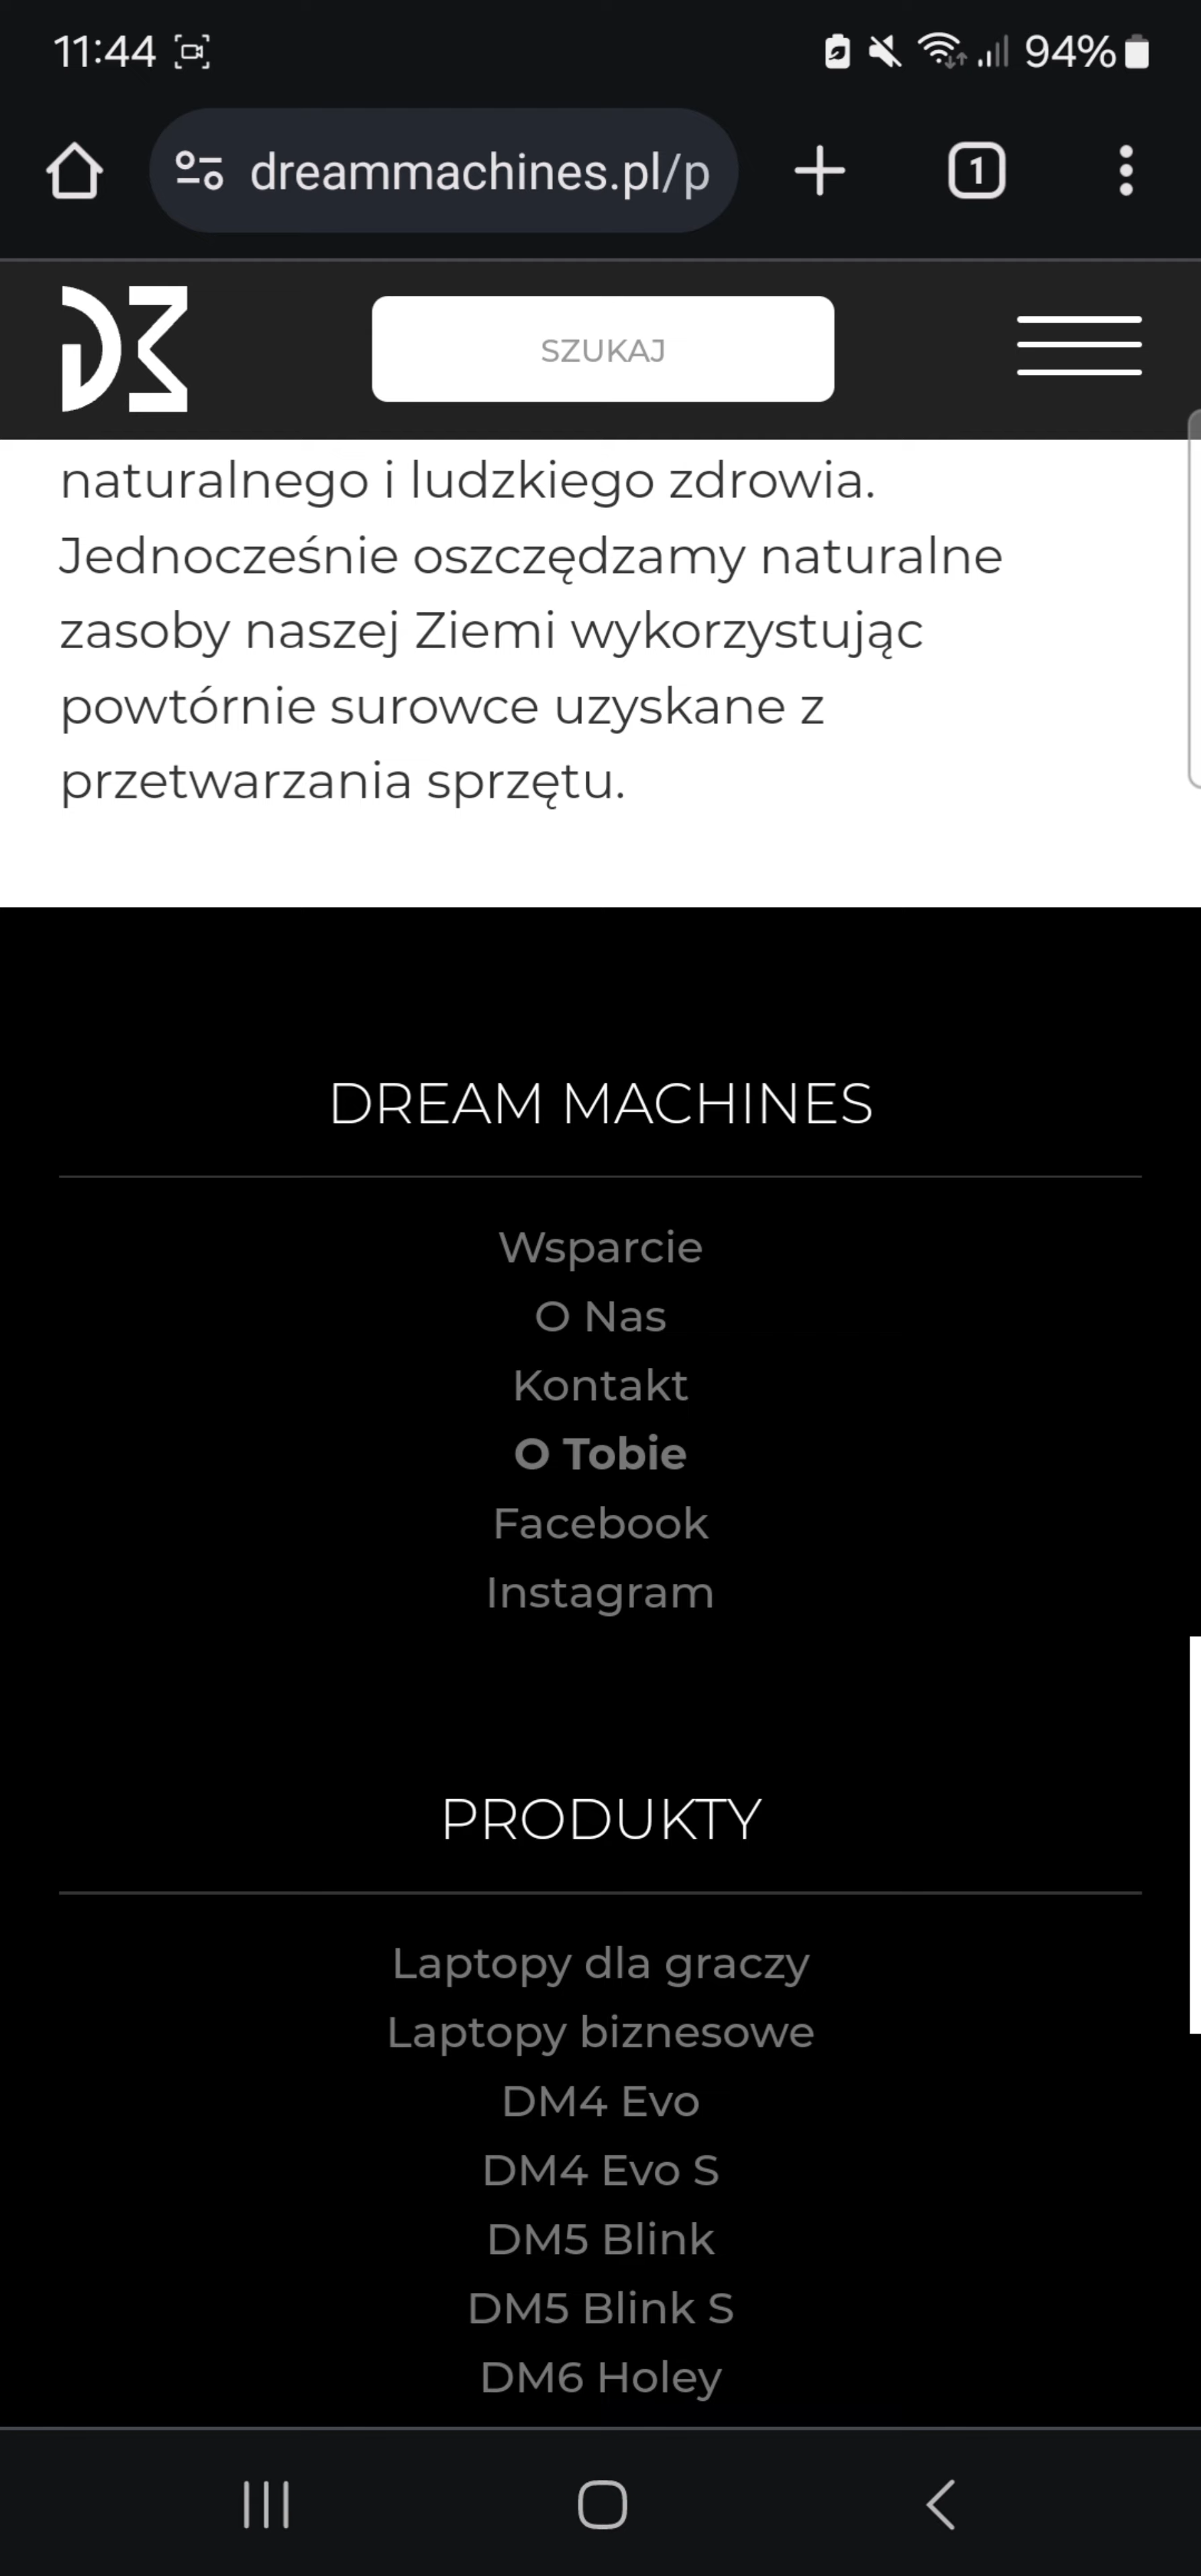 11:44
94%
dreammachines.pl/p
1
SZUKAJ
naturalnego i ludzkiego zdrowia.
Jednocześnie oszczędzamy naturalne
zasoby naszej Ziemi wykorzystując
powtórnie surowce uzyskane z
przetwarzania sprzętu.
DREAM MACHINES
Wsparcie
O Nas
Kontakt
O Tobie
Facebook
Instagram
PRODUKTY
Laptopy dla graczy
Laptopy biznesowe
DM4 Evo
DM4 Evo S
DM5 Blink
DM5 Blink S
DM6 Holey